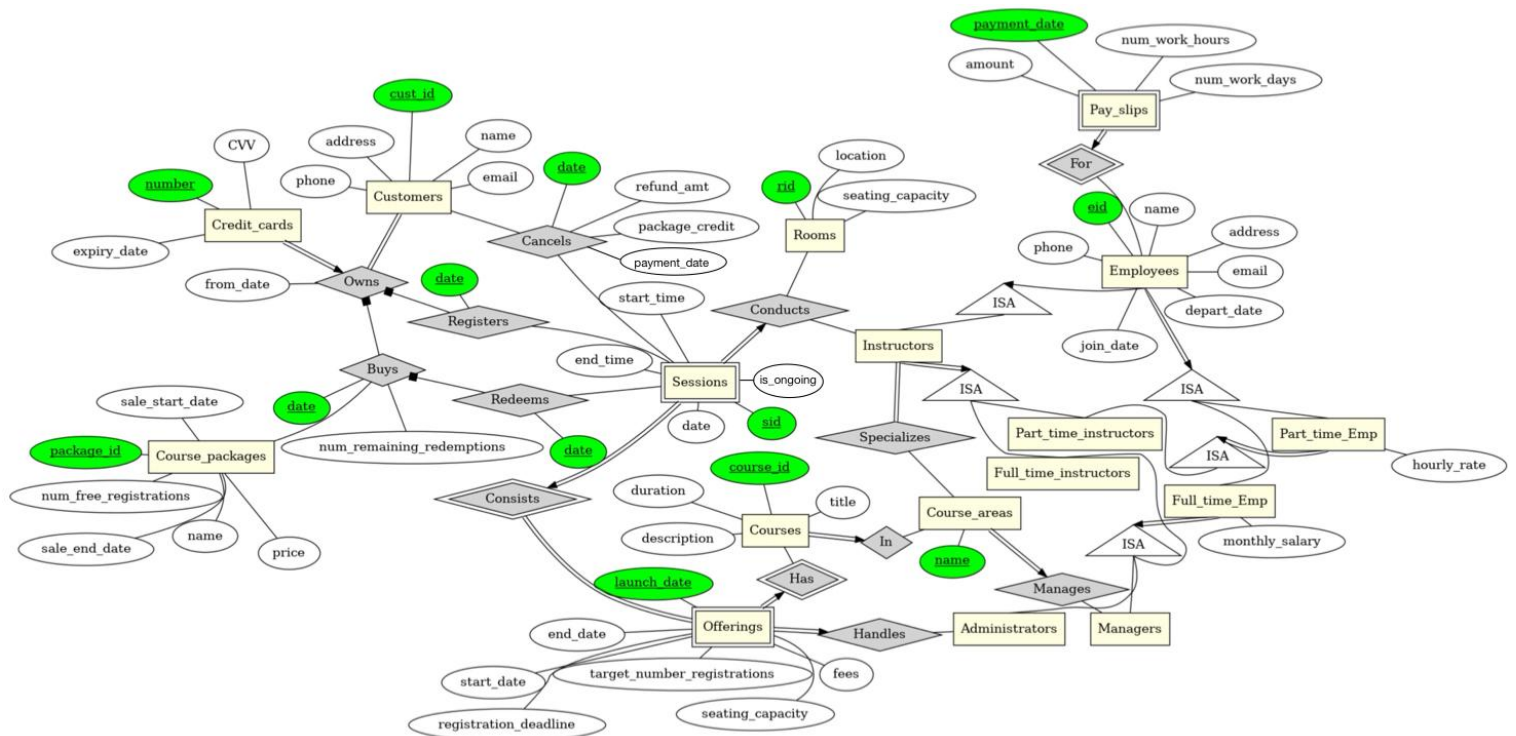 payment_date
num_work_hours
amount
num_work_days
Pay_slips
For
cust_id
address
name
phone
email
Customers
CVV
number
Credit_cards
expiry_date
from_date
Owns
date
refund_amt
package_credit
payment_date
Cancels
location
rid
seating_capacity
Rooms
eid
name
phone
address
Employees
email
depart_date
join_date
ISA
date
Registers
start_time
Conducts
Instructors
end_time
Sessions
is_ongoing
date
sid
Buys
Redeems
date
date
num_remaining_redemptions
sale_start_date
package_id
Course_packages
num_free_registrations
sale_end_date
name
price
ISA
ISA
Specializes
Part_time_instructors
Part_time_Emp
ISA
hourly_rate
Full_time_instructors
Full_time_Emp
monthly_salary
ISA
Consists
course_id
duration
title
Courses
description
In
Course_areas
name
Has
Manages
launch_date
Offerings
Handles
Administrators
Managers
end_date
start_date
target_number_registrations
fees
registration_deadline
seating_capacity